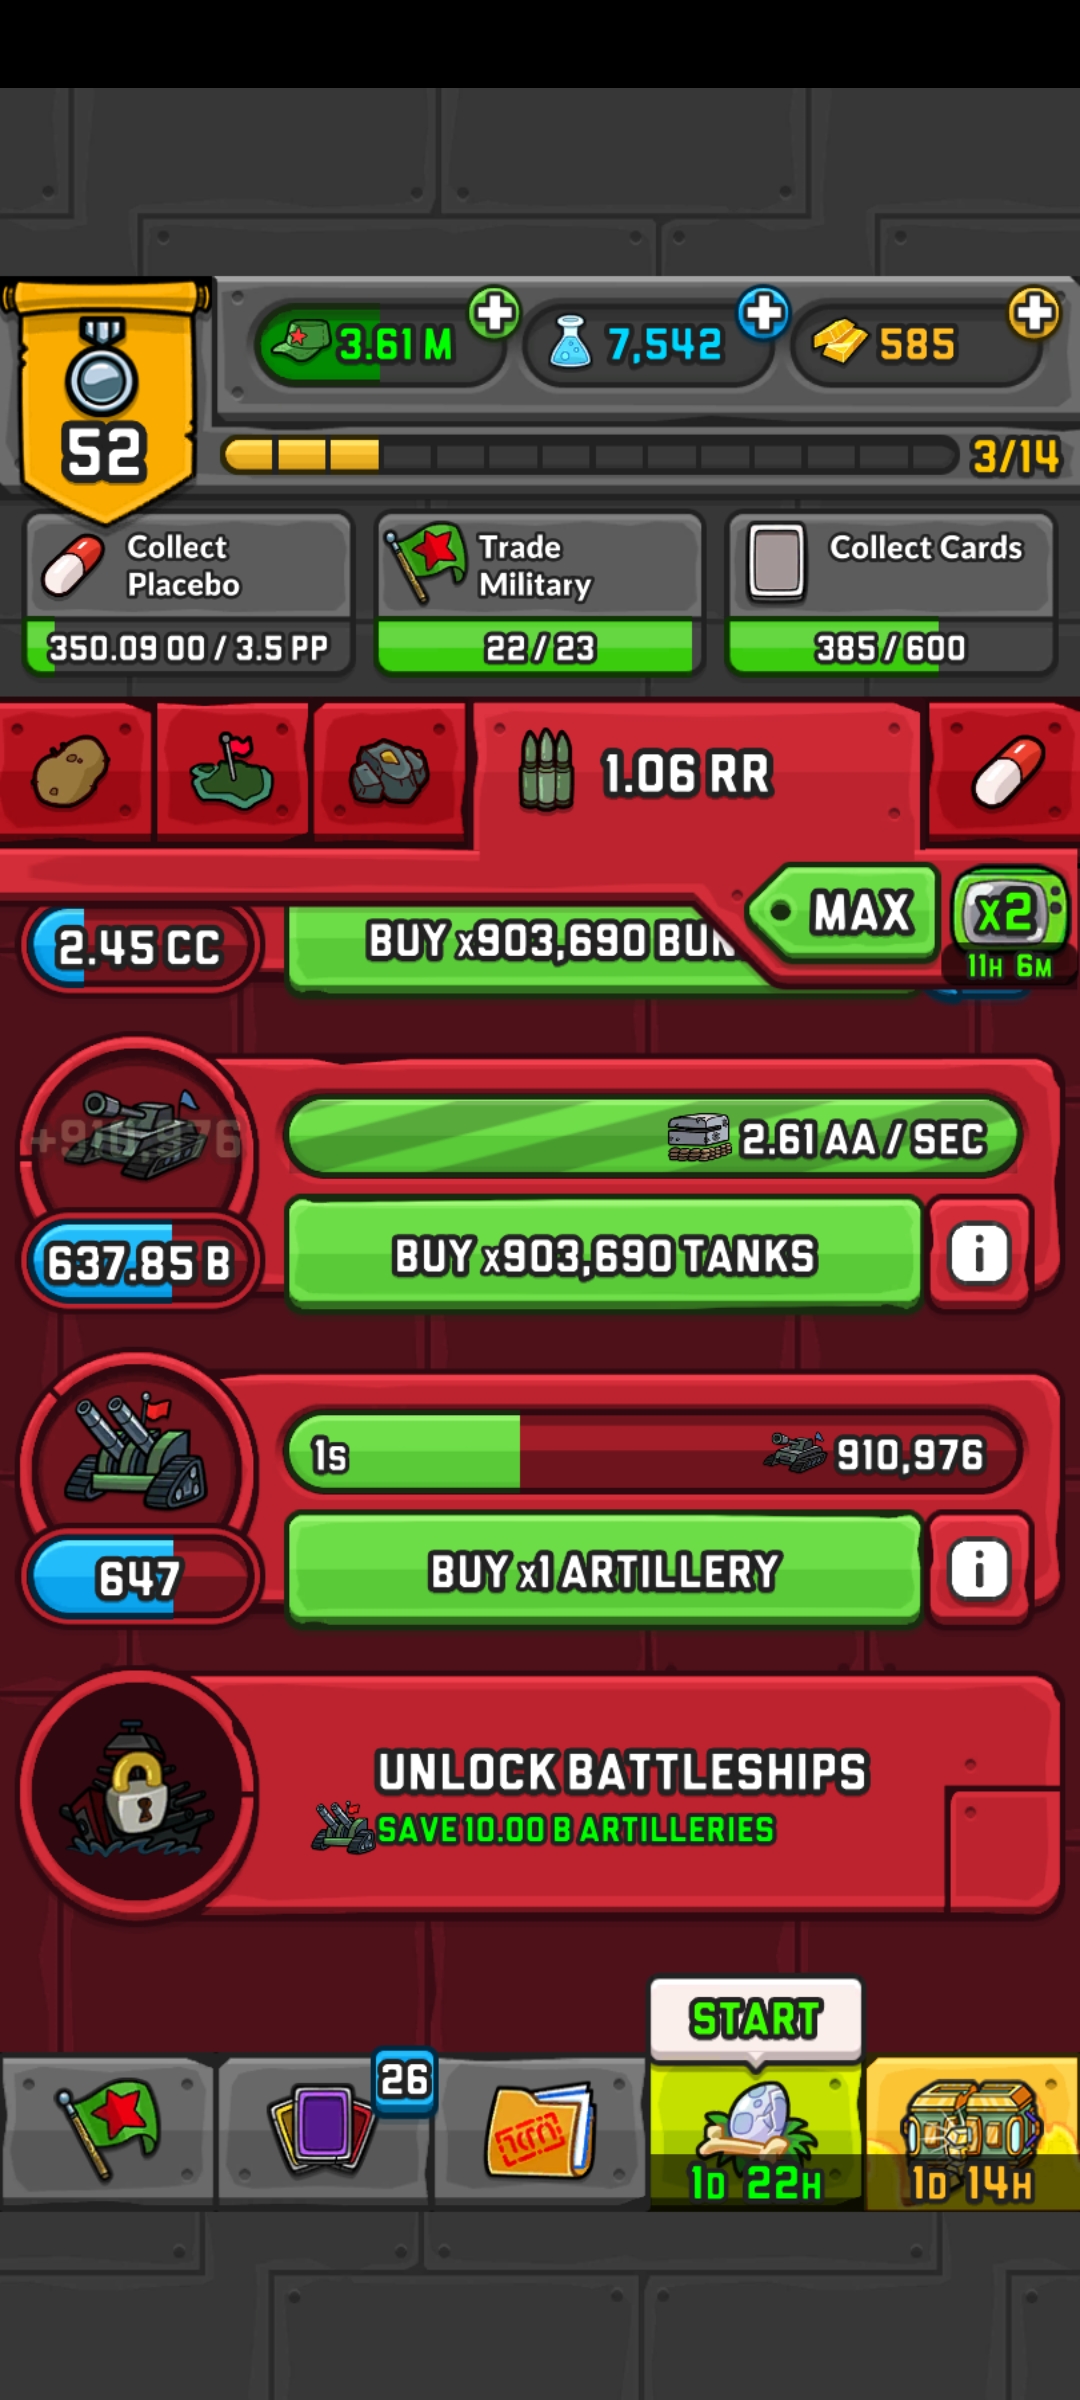 3.61 M
7,542
585
52
3/14
Collect
Placebo
350.09 OO / 3.5 PP
Trade
Military
22 / 23
Collect Cards
385 / 600
1.06 RR
MAX
x2
11H 6M
2.45 CC
BUY x903,690
+910,976
2.61 AA / SEC
637.85 B
BUY x903,690 TANKS
i
1s
910,976
647
BUY x1 ARTILLERY
i
UNLOCK BATTLESHIPS
SAVE 10.00 B ARTILLERIES
START
26
1D 22H
1D 14H